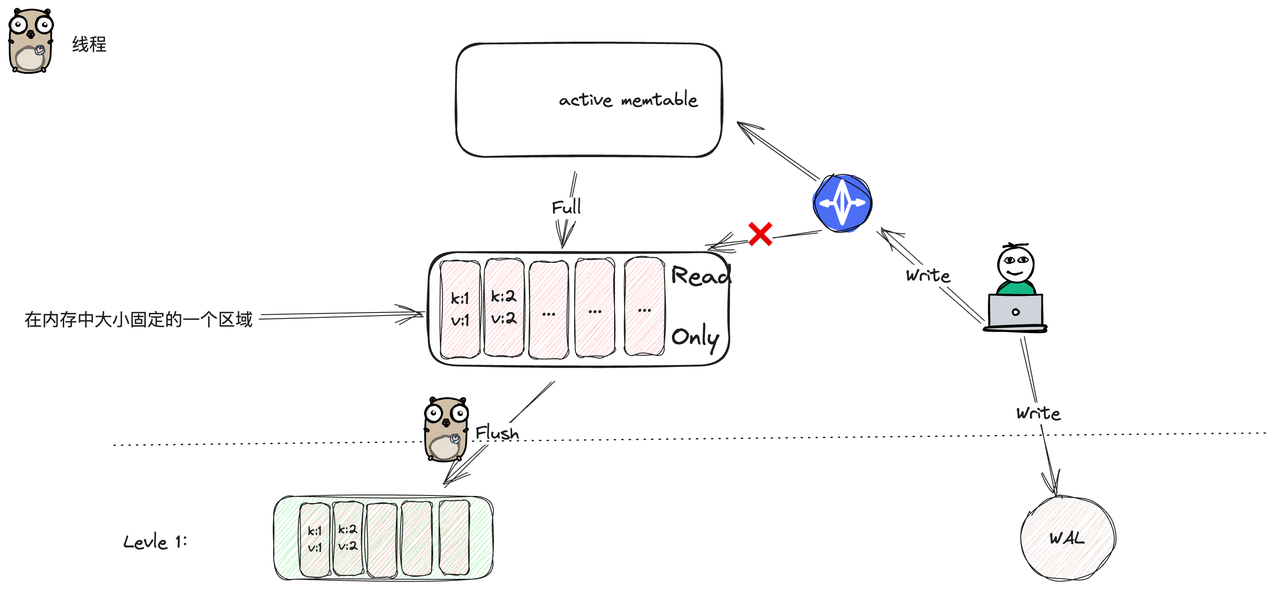 线程
active memtable
Full
Write
k:1
v:1
k:2
v:2
...
...
...
Read
Only
在内存中大小固定的一个区域
Write
Flush
Levle 1:
k:1
v:1
k:2
v:2
WAL